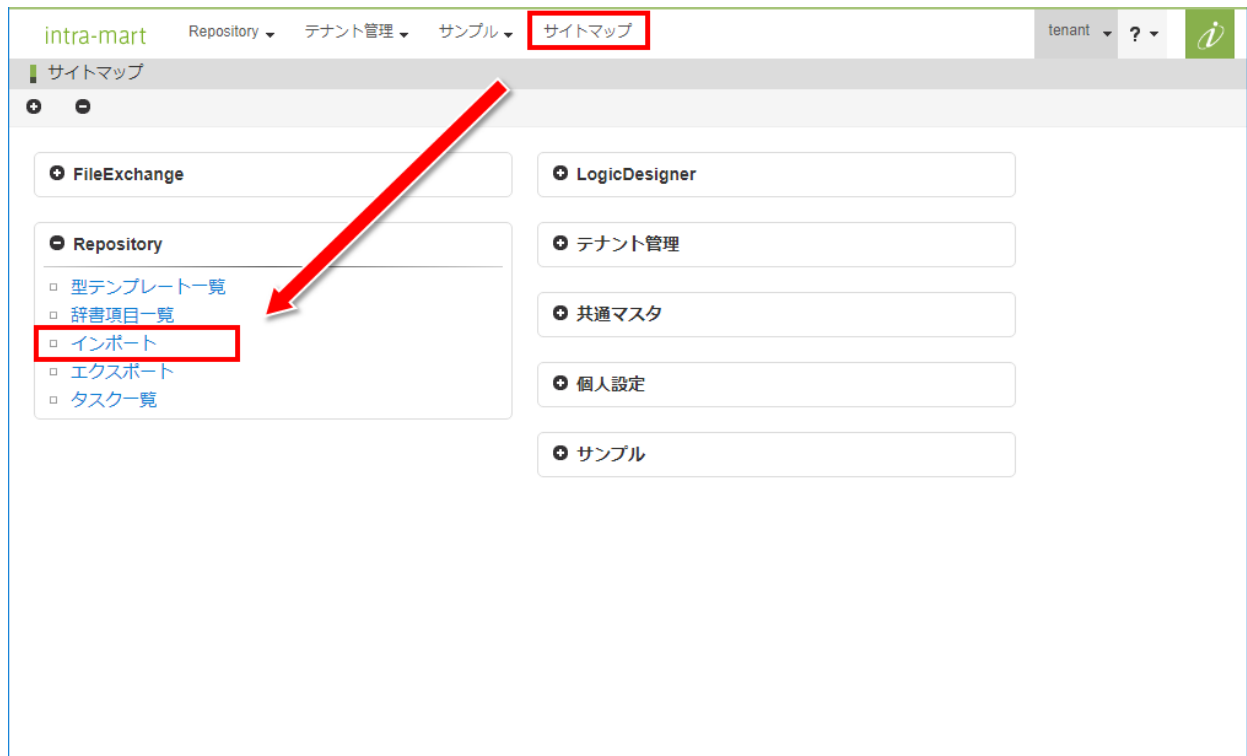 intra-mart Repository テナント管理 サンプル サイトマップ tenant ?
サイトマップ
FileExchange
Repository
型テンプレート一覧
辞書項目一覧
インポート
エクスポート
タスク一覧
LogicDesigner
テナント管理
共通マスタ
個人設定
サンプル